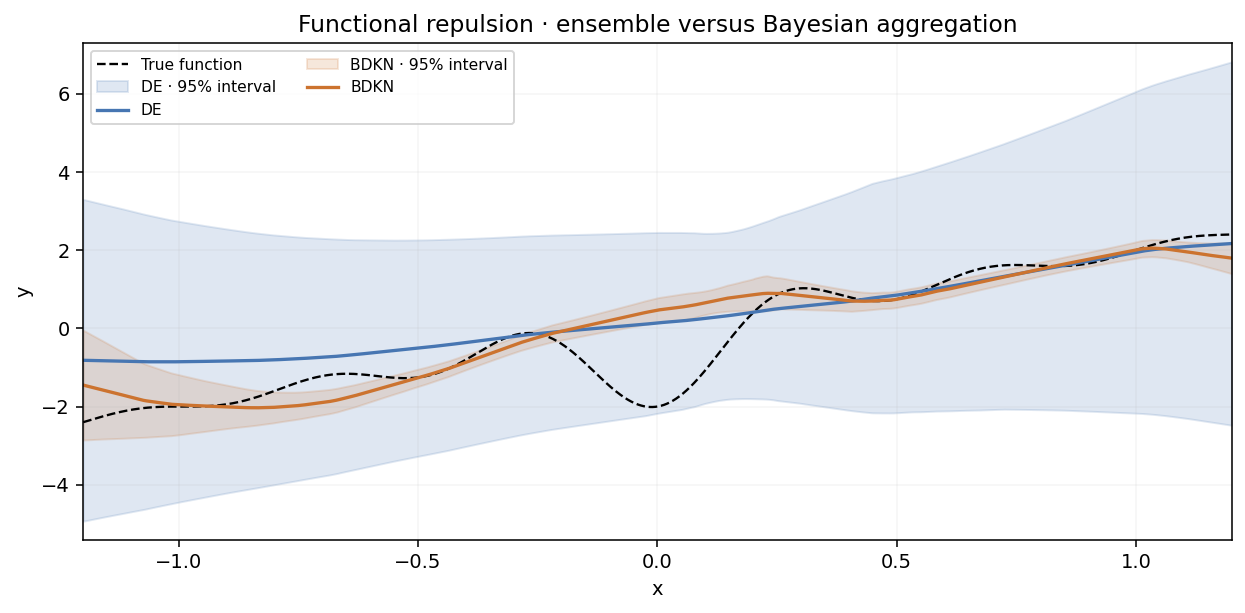 Functional repulsion · ensemble versus Bayesian aggregation
True function
DE · 95% interval
DE
BDKN · 95% interval
BDKN
y
6
4
2
0
−2
−4
−1.0
−0.5
0.0
0.5
1.0
x